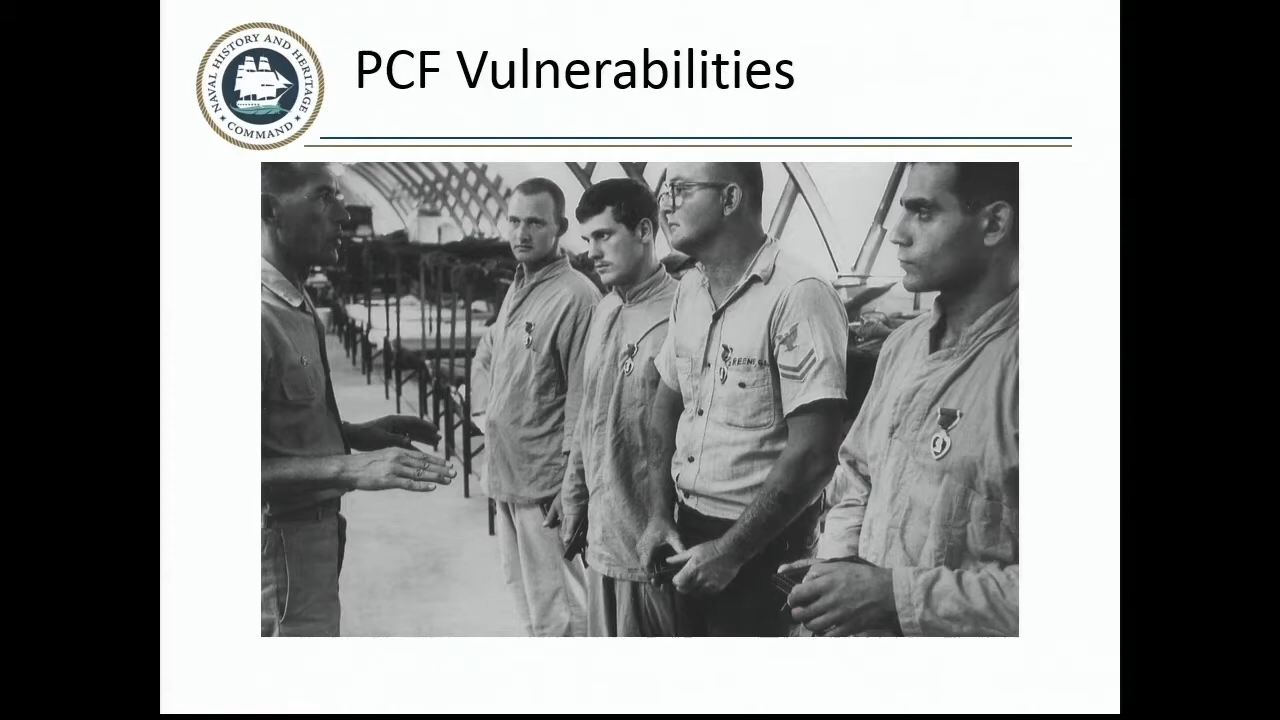 NAVAL HISTORY AND HERITAGE
COMMAND
PCF Vulnerabilities